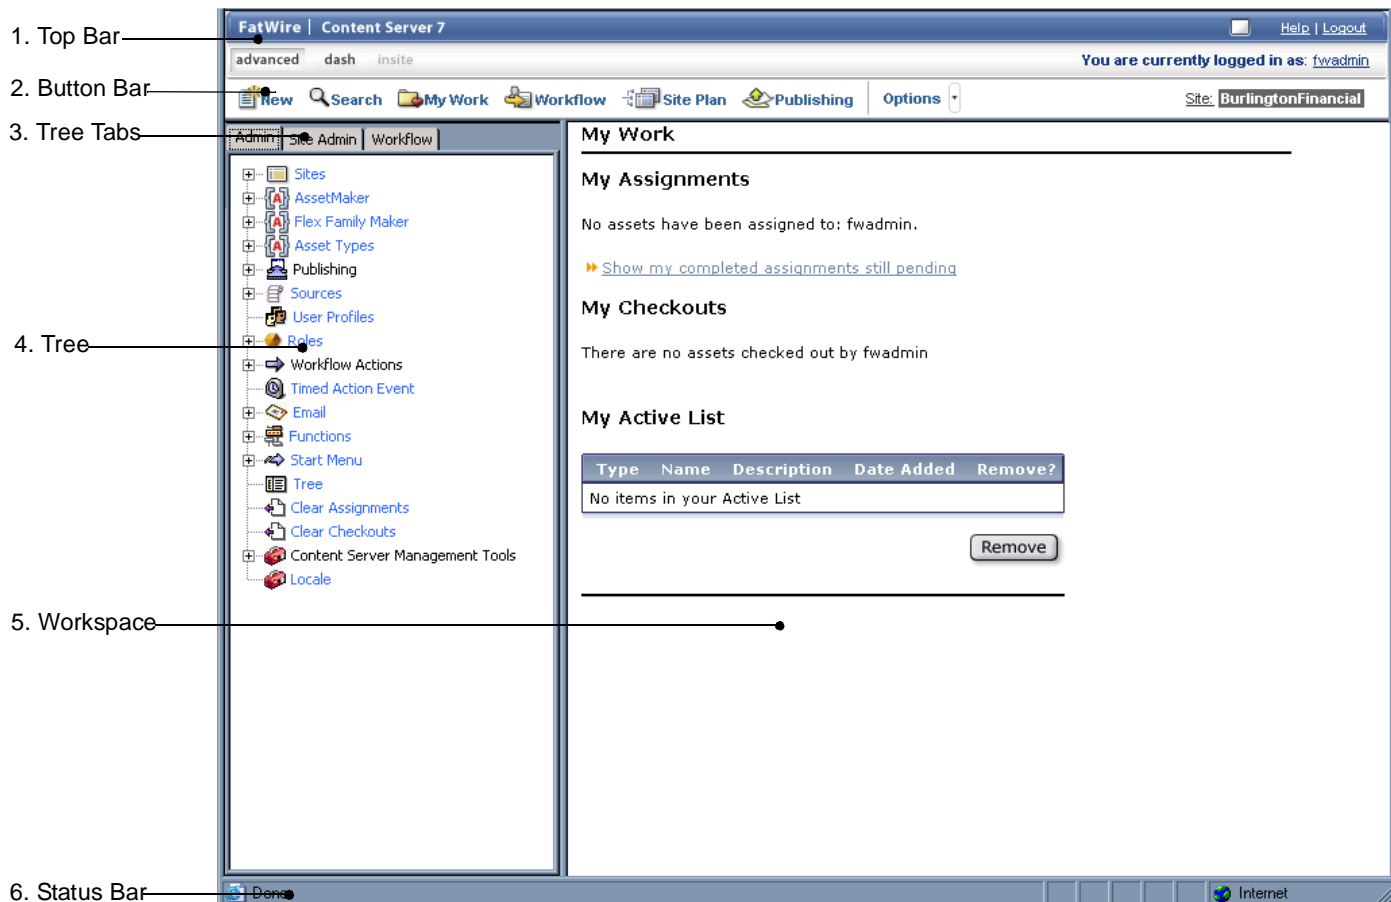 1. Top Bar
FatWire | Content Server 7
Help | Logout
advanced dash insite
You are currently logged in as: fwadmin
2. Button Bar
New Search My Work Workflow Site Plan Publishing Options
Site: BurlingtonFinancial
3. Tree Tabs
Admin Site Admin Workflow
Sites
AssetMaker
Flex Family Maker
Asset Types
Publishing
Sources
User Profiles
4. Tree
Roles
Workflow Actions
Timed Action Event
Email
Functions
Start Menu
Tree
Clear Assignments
Clear Checkouts
Content Server Management Tools
Locale
My Work
My Assignments
No assets have been assigned to: fwadmin.
Show my completed assignments still pending
My Checkouts
There are no assets checked out by fwadmin
My Active List
Type Name Description Date Added Remove?
No items in your Active List
Remove
5. Workspace
6. Status Bar
Done
Internet